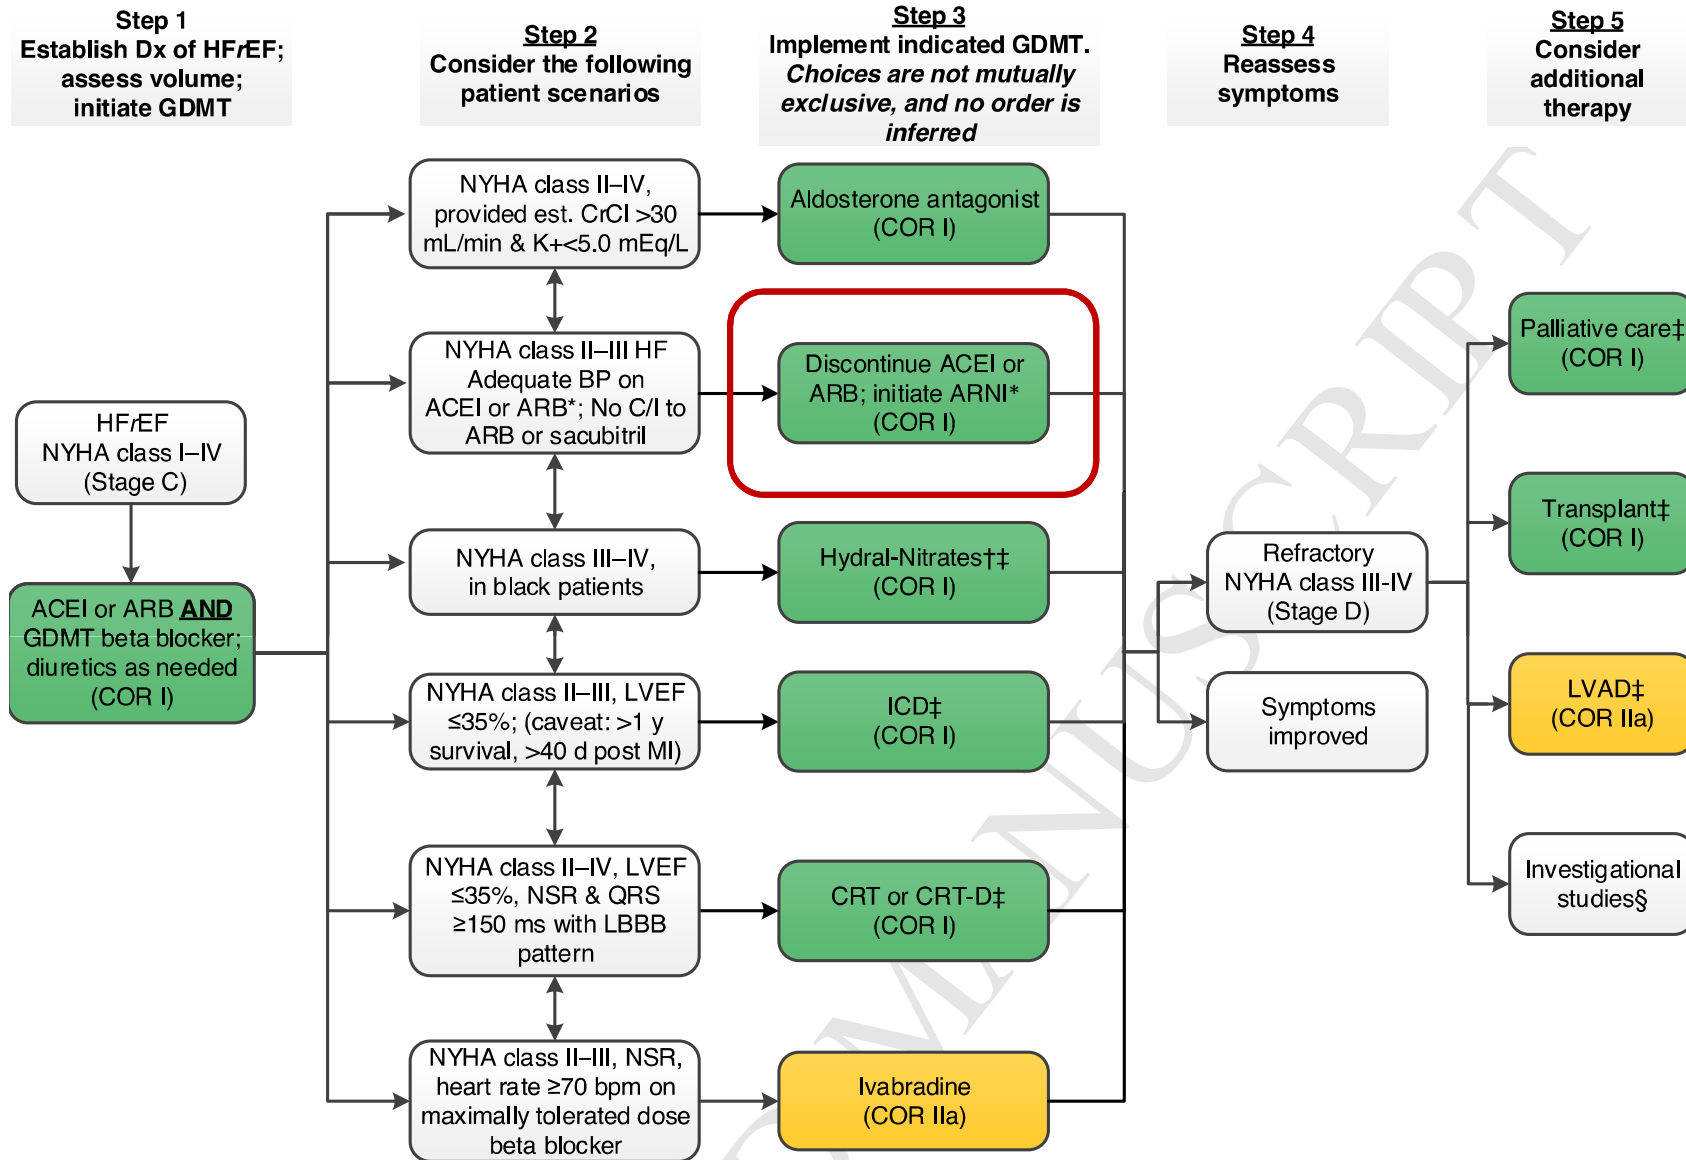 Step 1
Establish Dx of HFrEF;
assess volume;
initiate GDMT
Step 2
Consider the following
patient scenarios
Step 3
Implement indicated GDMT.
Choices are not mutually
exclusive, and no order is
inferred
Step 4
Reassess
symptoms
Step 5
Consider
additional
therapy
HFrEF
NYHA class I–IV
(Stage C)
ACEI or ARB AND
GDMT beta blocker;
diuretics as needed
(COR I)
NYHA class II–IV,
provided est. CrCl >30
mL/min & K+<5.0 mEq/L
NYHA class II–III HF
Adequate BP on
ACEI or ARB*; No C/I to
ARB or sacubitril
NYHA class III–IV,
in black patients
NYHA class II–III, LVEF
≤35%; (caveat: >1 y
survival, >40 d post MI)
NYHA class II–IV, LVEF
≤35%, NSR & QRS
≥150 ms with LBBB
pattern
NYHA class II–III, NSR,
heart rate ≥70 bpm on
maximally tolerated dose
beta blocker
Aldosterone antagonist
(COR I)
Discontinue ACEI or
ARB; initiate ARNI*
(COR I)
Hydral-Nitrates†‡
(COR I)
ICD‡
(COR I)
CRT or CRT-D‡
(COR I)
Ivabradine
(COR IIa)
Refractory
NYHA class III-IV
(Stage D)
Symptoms
improved
Palliative care‡
(COR I)
Transplant‡
(COR I)
LVAD‡
(COR IIa)
Investigational
studies§
D MANUSCRIPT